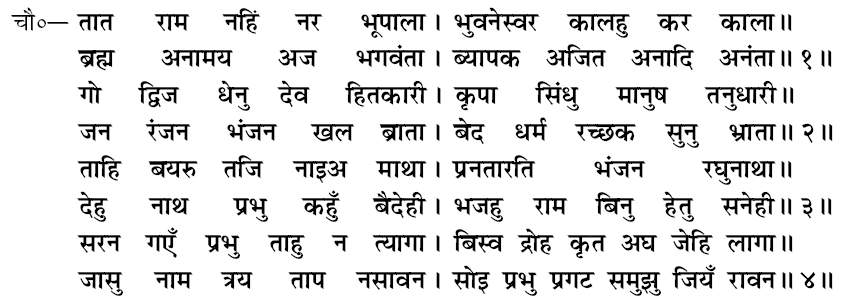 चौ०— तात राम नहिं नर भूपाला। भुवनेस्वर कालहु कर काला॥
ब्रह्म अनामय अज भगवंता। ब्यापक अजित अनादि अनंता॥१॥
गो द्विज धेनु देव हितकारी। कृपा सिंधु मानुष तनुधारी॥
जन रंजन भंजन खल ब्राता। बेद धर्म रच्छक सुनु भ्राता॥२॥
ताहि बयरु तजि नाइअ माथा। प्रनतारति भंजन रघुनाथा॥
देहु नाथ प्रभु कहुँ बैदेही। भजहु राम बिनु हेतु सनेही॥३॥
सरन गएँ प्रभु ताहु न त्यागा। बिस्व द्रोह कृत अघ जेहि लागा॥
जासु नाम त्रय ताप नसावन। सोइ प्रभु प्रगट समुझु जियँ रावन॥४॥